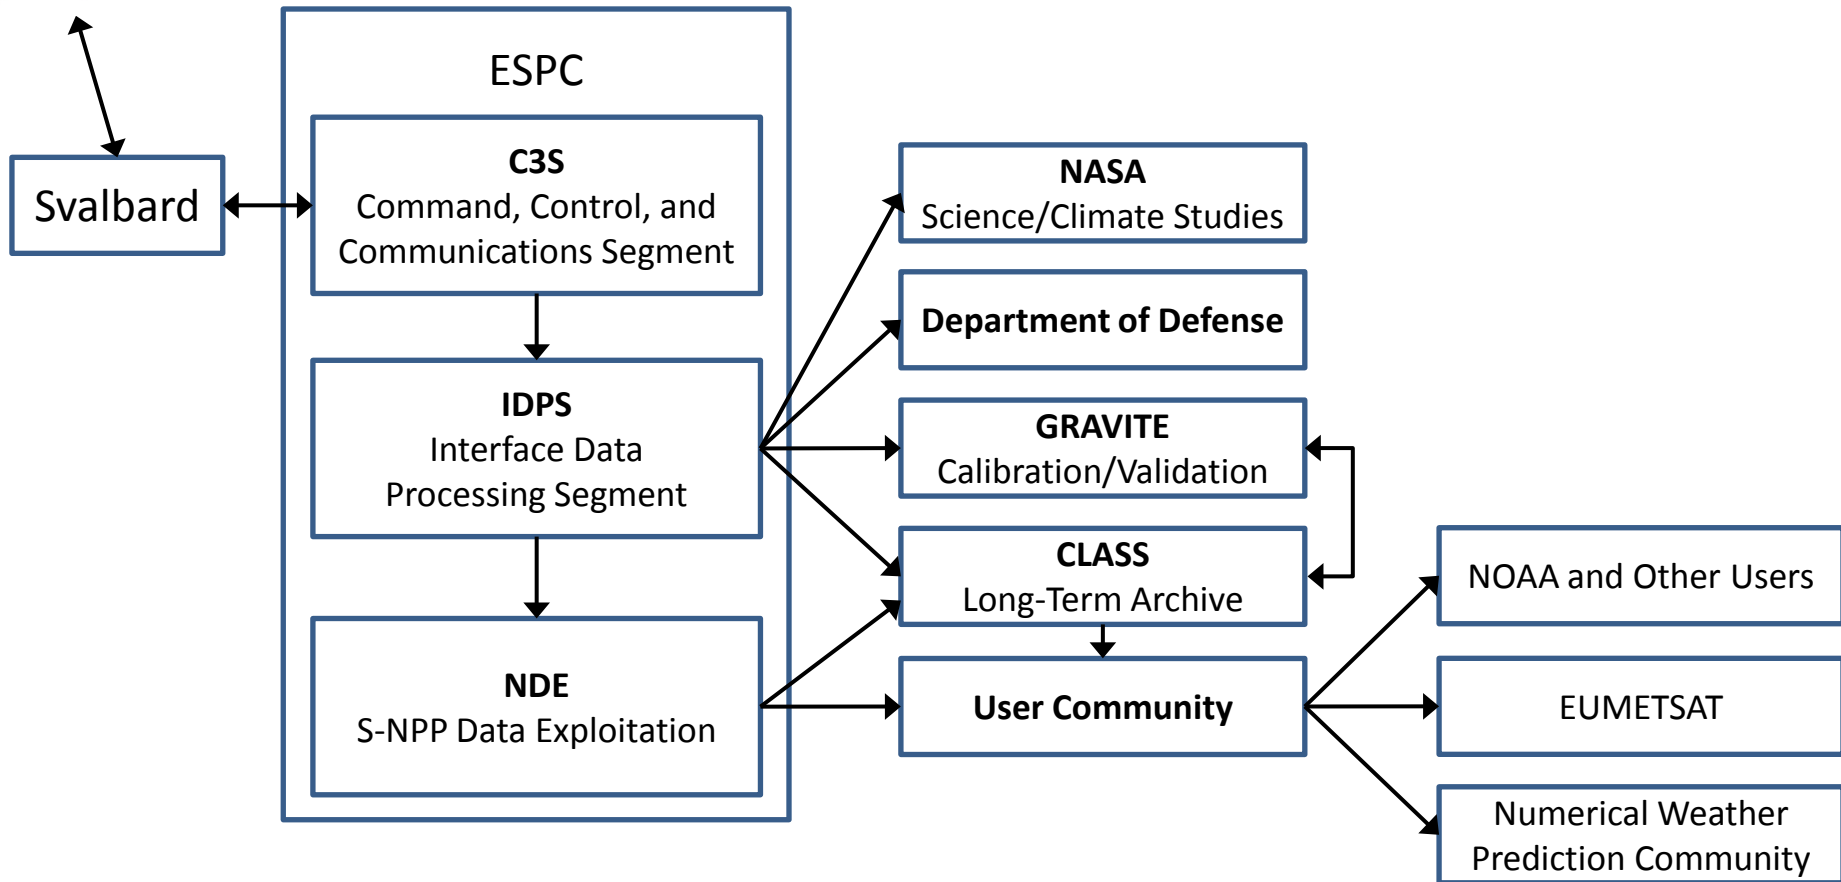 ESPC
Svalbard
C3S
Command, Control, and
Communications Segment
IDPS
Interface Data
Processing Segment
NDE
S-NPP Data Exploitation
NASA
Science/Climate Studies
Department of Defense
GRAVITE
Calibration/Validation
CLASS
Long-Term Archive
User Community
NOAA and Other Users
EUMETSAT
Numerical Weather
Prediction Community